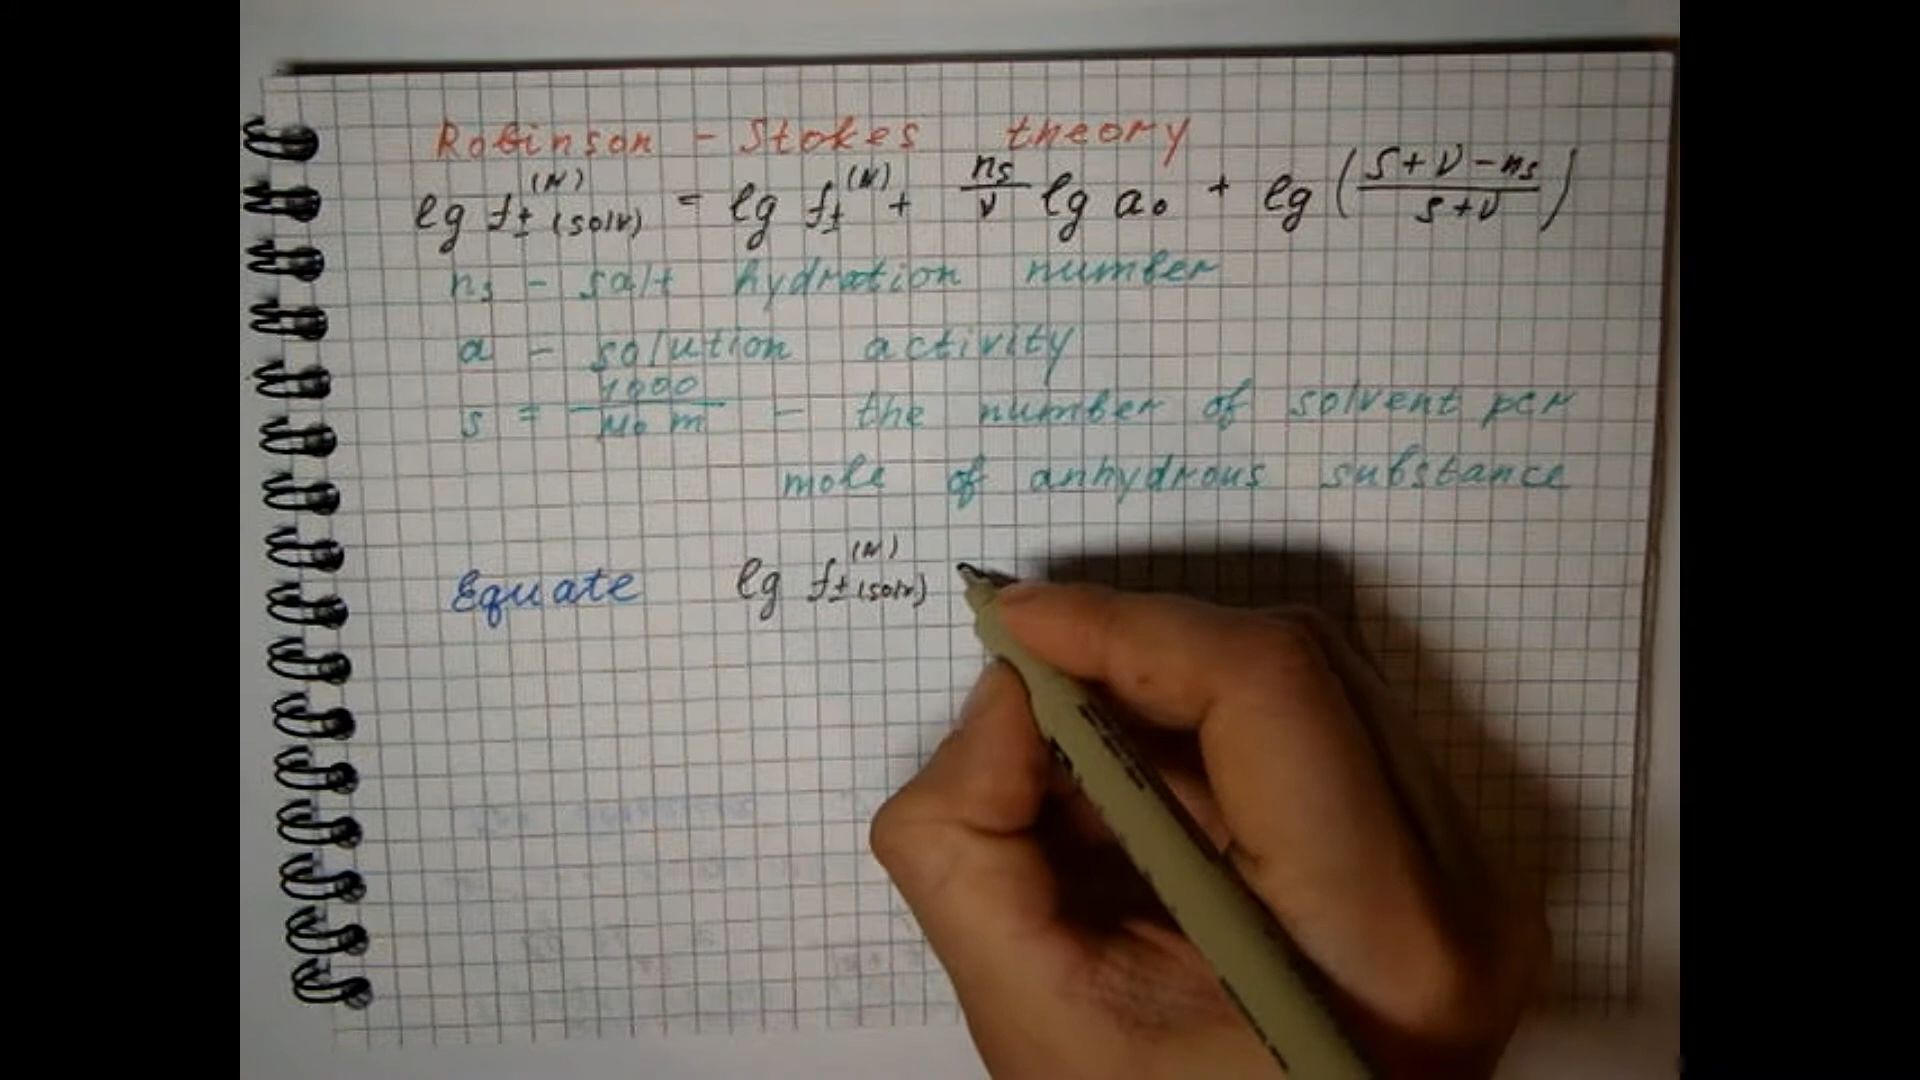 Robinson - Stokes theory
lg f± (solv)^(N) = lg f±^(N) + ns/ν lg a₀ + lg (S+ν-ns / s+ν)
ns - salt hydration number
a - solution activity
s = 1000/M₀ m - the number of solvent per
mole of anhydrous substance
Equate lg f± (solv)^(N)